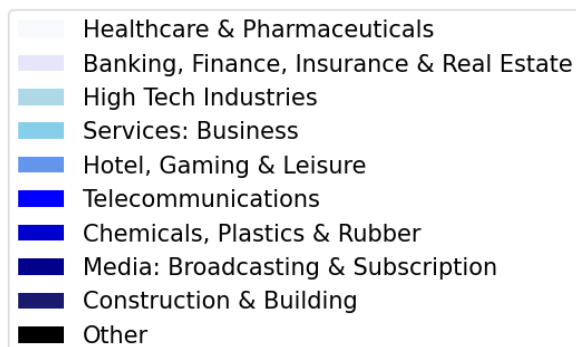 Healthcare & Pharmaceuticals
Banking, Finance, Insurance & Real Estate
High Tech Industries
Services: Business
Hotel, Gaming & Leisure
Telecommunications
Chemicals, Plastics & Rubber
Media: Broadcasting & Subscription
Construction & Building
Other